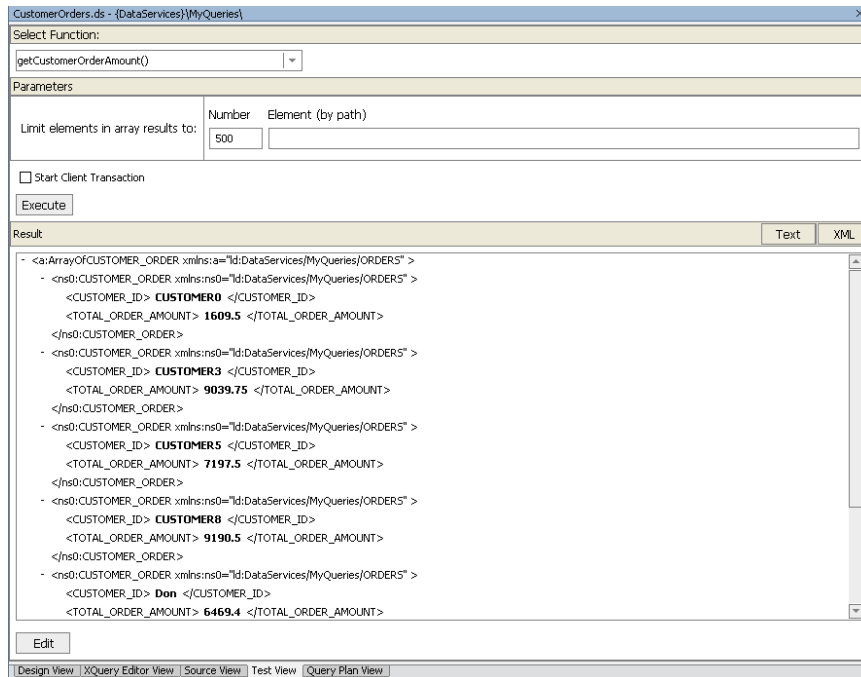 CustomerOrders.ds - {DataServices}\MyQueries\
Select Function:
getCustomerOrderAmount()
Parameters
Number Element (by path)
Limit elements in array results to:
500
Start Client Transaction
Execute
Result Text XML
- <a:ArrayOfCUSTOMER_ORDER xmlns:a="ld:DataServices/MyQueries/ORDERS" >
- <ns0:CUSTOMER_ORDER xmlns:ns0="ld:DataServices/MyQueries/ORDERS" >
<CUSTOMER_ID> CUSTOMER0 </CUSTOMER_ID>
<TOTAL_ORDER_AMOUNT> 1609.5 </TOTAL_ORDER_AMOUNT>
</ns0:CUSTOMER_ORDER>
- <ns0:CUSTOMER_ORDER xmlns:ns0="ld:DataServices/MyQueries/ORDERS" >
<CUSTOMER_ID> CUSTOMER3 </CUSTOMER_ID>
<TOTAL_ORDER_AMOUNT> 9039.75 </TOTAL_ORDER_AMOUNT>
</ns0:CUSTOMER_ORDER>
- <ns0:CUSTOMER_ORDER xmlns:ns0="ld:DataServices/MyQueries/ORDERS" >
<CUSTOMER_ID> CUSTOMER5 </CUSTOMER_ID>
<TOTAL_ORDER_AMOUNT> 7197.5 </TOTAL_ORDER_AMOUNT>
</ns0:CUSTOMER_ORDER>
- <ns0:CUSTOMER_ORDER xmlns:ns0="ld:DataServices/MyQueries/ORDERS" >
<CUSTOMER_ID> CUSTOMER8 </CUSTOMER_ID>
<TOTAL_ORDER_AMOUNT> 9190.5 </TOTAL_ORDER_AMOUNT>
</ns0:CUSTOMER_ORDER>
- <ns0:CUSTOMER_ORDER xmlns:ns0="ld:DataServices/MyQueries/ORDERS" >
<CUSTOMER_ID> Don </CUSTOMER_ID>
<TOTAL_ORDER_AMOUNT> 6469.4 </TOTAL_ORDER_AMOUNT>
Edit
Design View XQuery Editor View Source View Test View Query Plan View